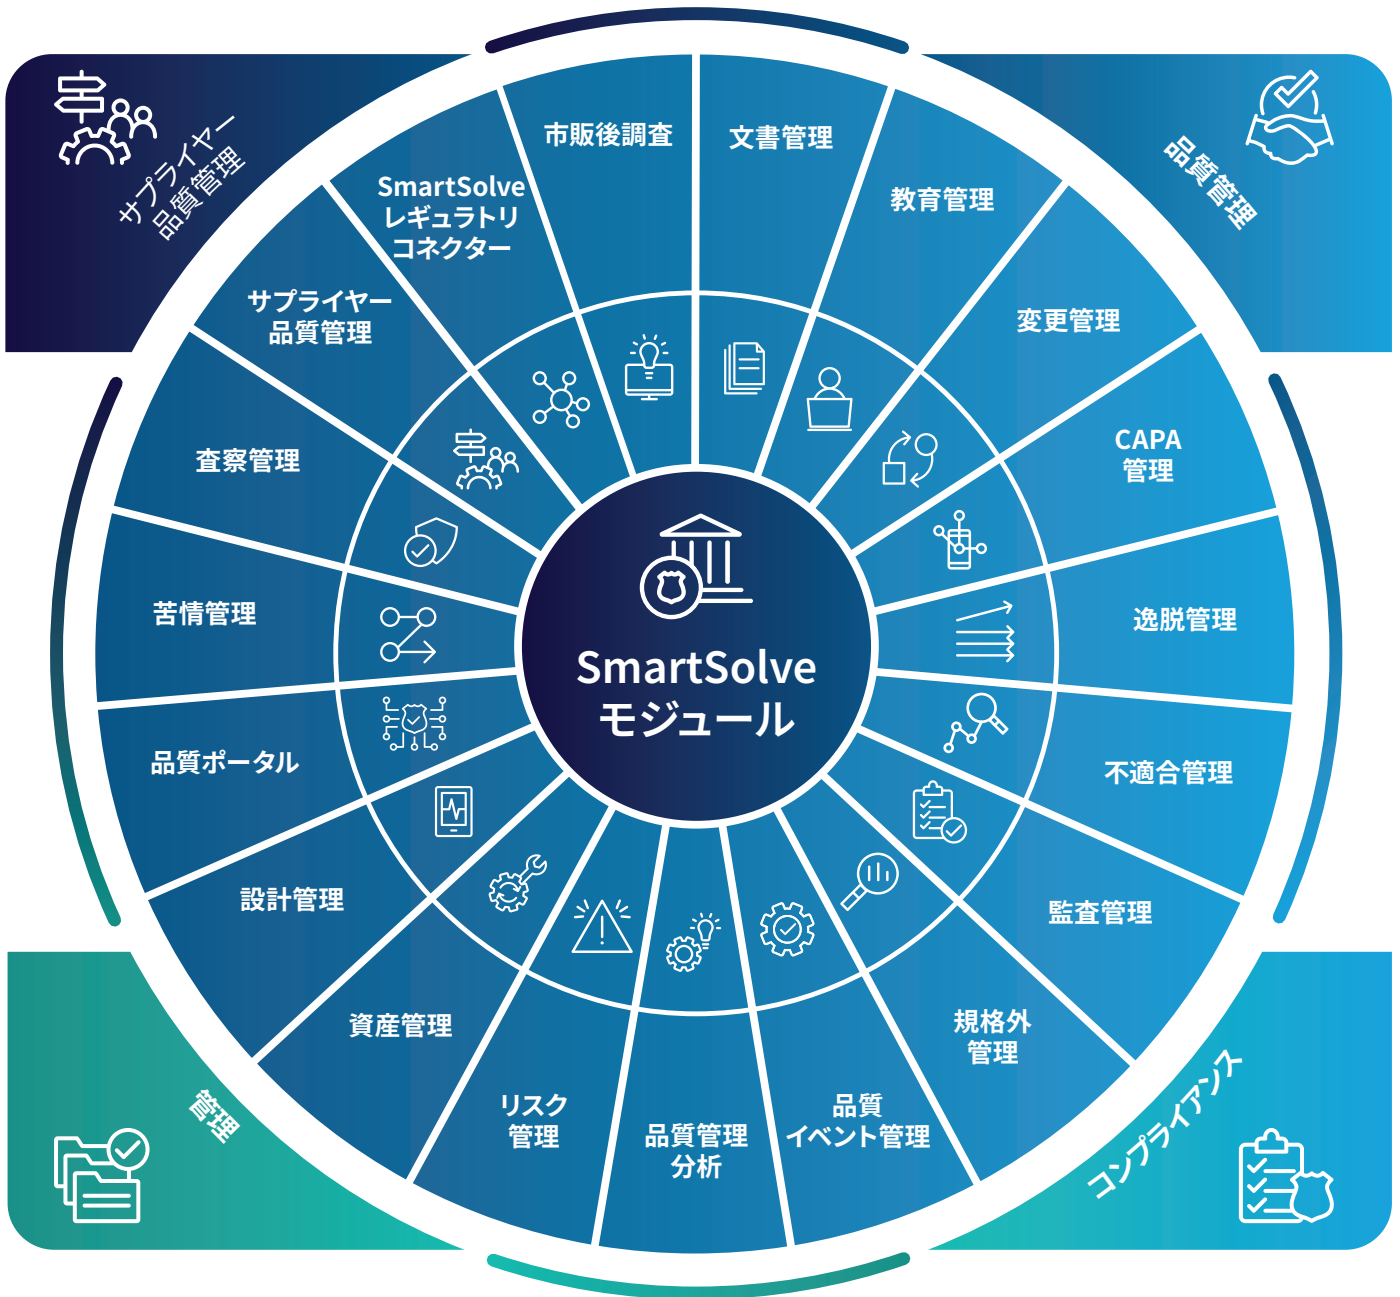 サプライヤー
品質管理
品質管理
市販後調査
文書管理
教育管理
変更管理
CAPA
管理
逸脱管理
不適合管理
監査管理
規格外
管理
品質
イベント管理
品質管理
分析
リスク
管理
資産管理
設計管理
品質ポータル
苦情管理
査察管理
サプライヤー
品質管理
SmartSolve
レギュラトリ
コネクター
SmartSolve
モジュール
管理
コンプライアンス